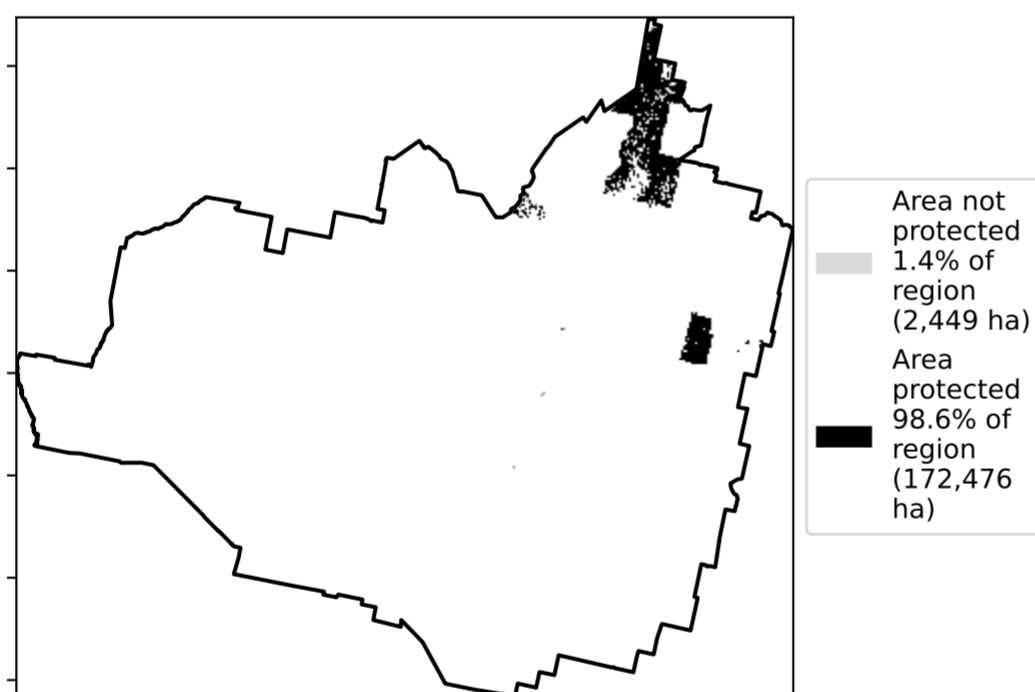 Area not
protected
1.4% of
region
(2,449 ha)
Area
protected
98.6% of
region
(172,476
ha)